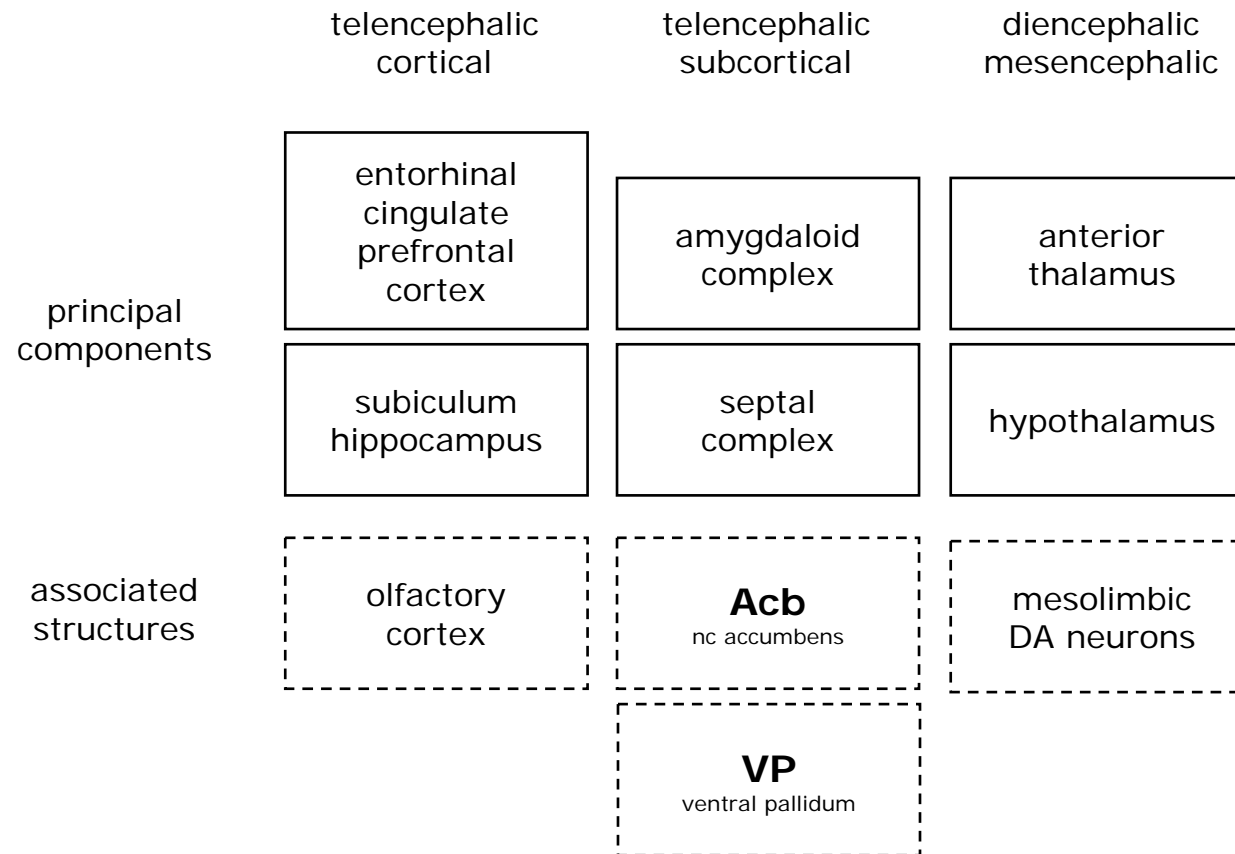 telencephalic
cortical
telencephalic
subcortical
diencephalic
mesencephalic
principal
components
entorhinal
cingulate
prefrontal
cortex
amygdaloid
complex
anterior
thalamus
subiculum
hippocampus
septal
complex
hypothalamus
associated
structures
olfactory
cortex
Acb
nc accumbens
mesolimbic
DA neurons
VP
ventral pallidum